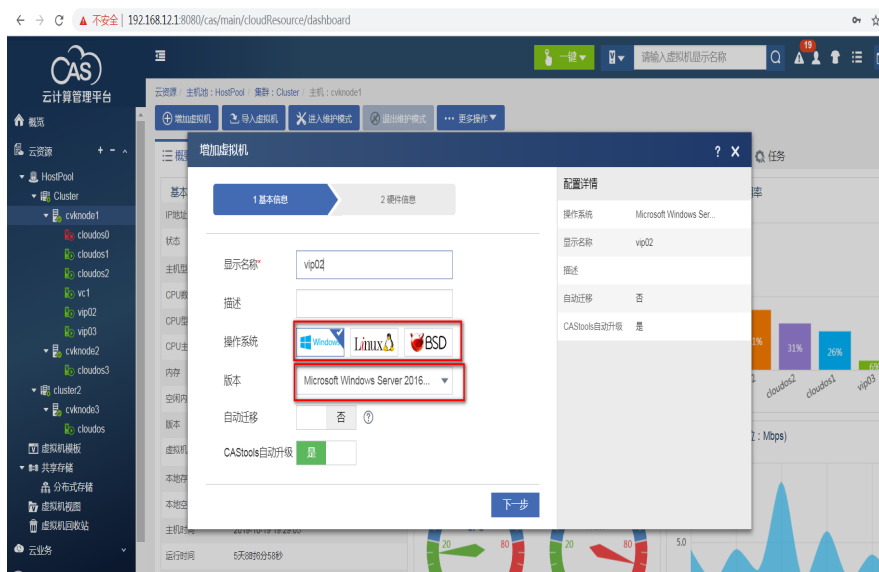 不安全 | 192.168.12.1:8080/cas/main/cloudResource/dashboard
CAS
云计算管理平台
一键
请输入虚拟机显示名称
19
云资源 / 主机池 : HostPool / 集群 : Cluster / 主机 : cvknode1
增加虚拟机 导入虚拟机 进入维护模式 退出维护模式 ••• 更多操作
概览
云资源 + −
HostPool
Cluster
cvknode1
cloudos0
cloudos1
cloudos2
vc1
vip02
vip03
cvknode2
cloudos3
cluster2
cvknode3
cloudos
虚拟机模板
共享存储
分布式存储
虚拟机视图
虚拟机回收站
云业务
任务
基本
IP地址
状态
主机型
CPU数
CPU型
CPU主
内存
空闲内
版本
虚拟机
本地存
本地空
主机时间 2019-10-19 19:29:05
运行时间 5天8时6分58秒
增加虚拟机 ? X
1 基本信息 2 硬件信息
显示名称* vip02
描述
操作系统 Windows Linux BSD
版本 Microsoft Windows Server 2016...
自动迁移 否 ?
CAStools自动升级 是
下一步
配置详情
操作系统 Microsoft Windows Ser...
显示名称 vip02
描述
自动迁移 否
CAStools自动升级 是
率
31% 26%
cloudos2 cloudos1 vip03
: Mbps)
5.0
20 80 20 80